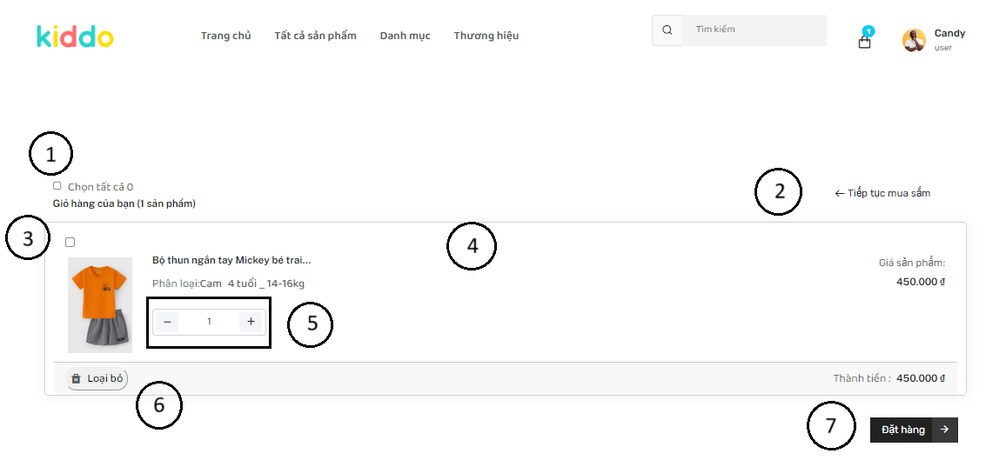 kiddo
Trang chủ Tất cả sản phẩm Danh mục Thương hiệu
Tìm kiếm
1
Candy
user
1
Chọn tất cả 0
Giỏ hàng của bạn (1 sản phẩm)
2
← Tiếp tục mua sắm
3
4
Bộ thun ngắn tay Mickey bé trai...
Phân loại:Cam 4 tuổi _ 14-16kg
Giá sản phẩm:
450.000 ₫
− 1 +
5
Loại bỏ
Thành tiền : 450.000 ₫
6
7
Đặt hàng →